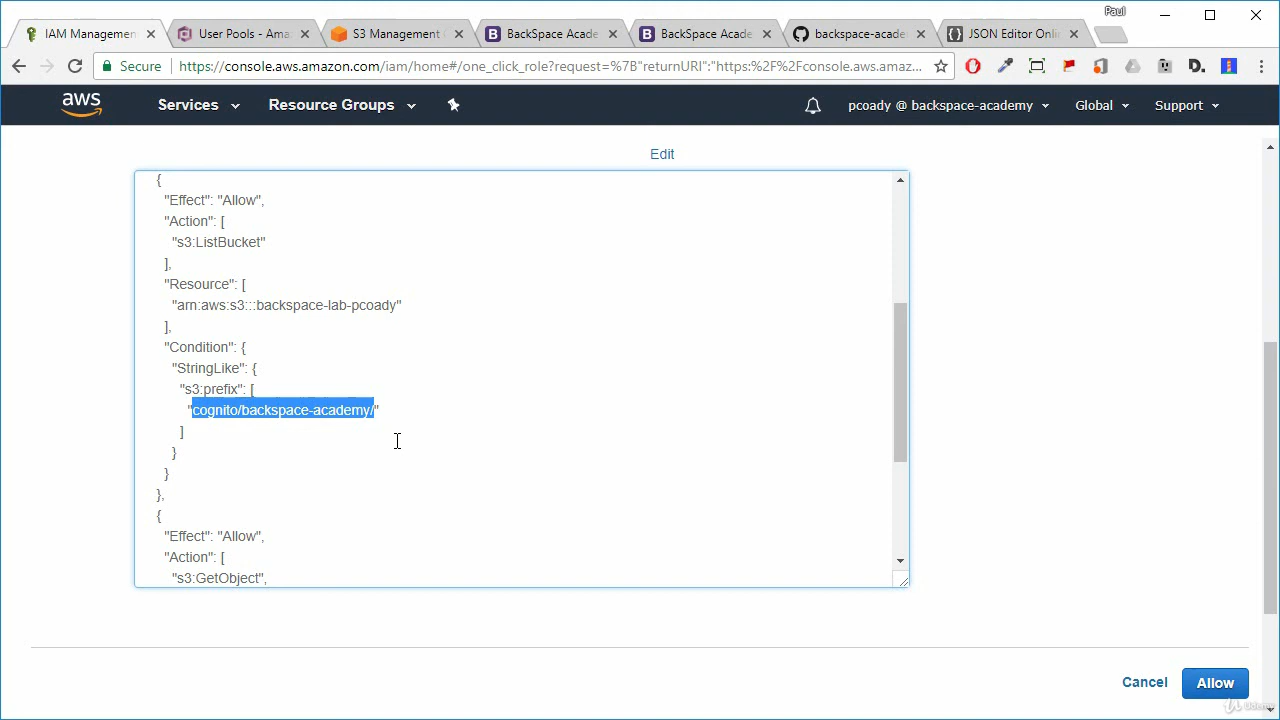 Paul
IAM Managemen
User Pools - Ama
S3 Management
BackSpace Acade
BackSpace Acade
backspace-acade
JSON Editor Onli
Secure
https://console.aws.amazon.com/iam/home#/one_click_role?request=%7B"returnURI":"https:%2F%2Fconsole.aws.amaz...
D.
aws
Services
Resource Groups
pcoady @ backspace-academy
Global
Support
Edit
{
"Effect": "Allow",
"Action": [
"s3:ListBucket"
],
"Resource": [
"arn:aws:s3:::backspace-lab-pcoady"
],
"Condition": {
"StringLike": {
"s3:prefix": [
"cognito/backspace-academy/"
]
}
}
},
{
"Effect": "Allow",
"Action": [
"s3:GetObject",
Cancel
Allow
Udemy